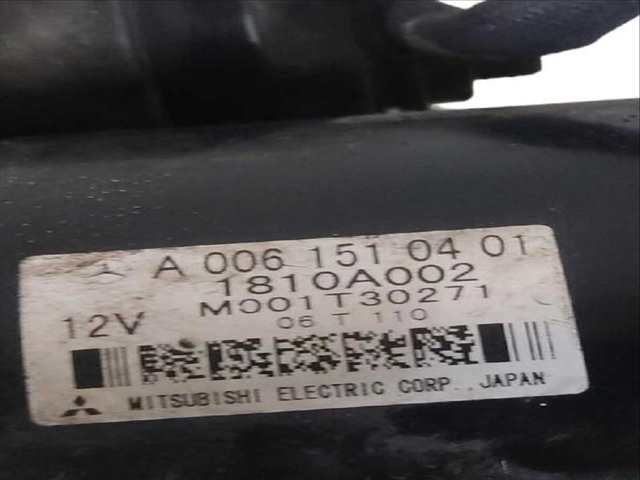 A 006 151 04 01
1810A002
M001T30271
12V
06 T 110
MITSUBISHI ELECTRIC CORP., JAPAN